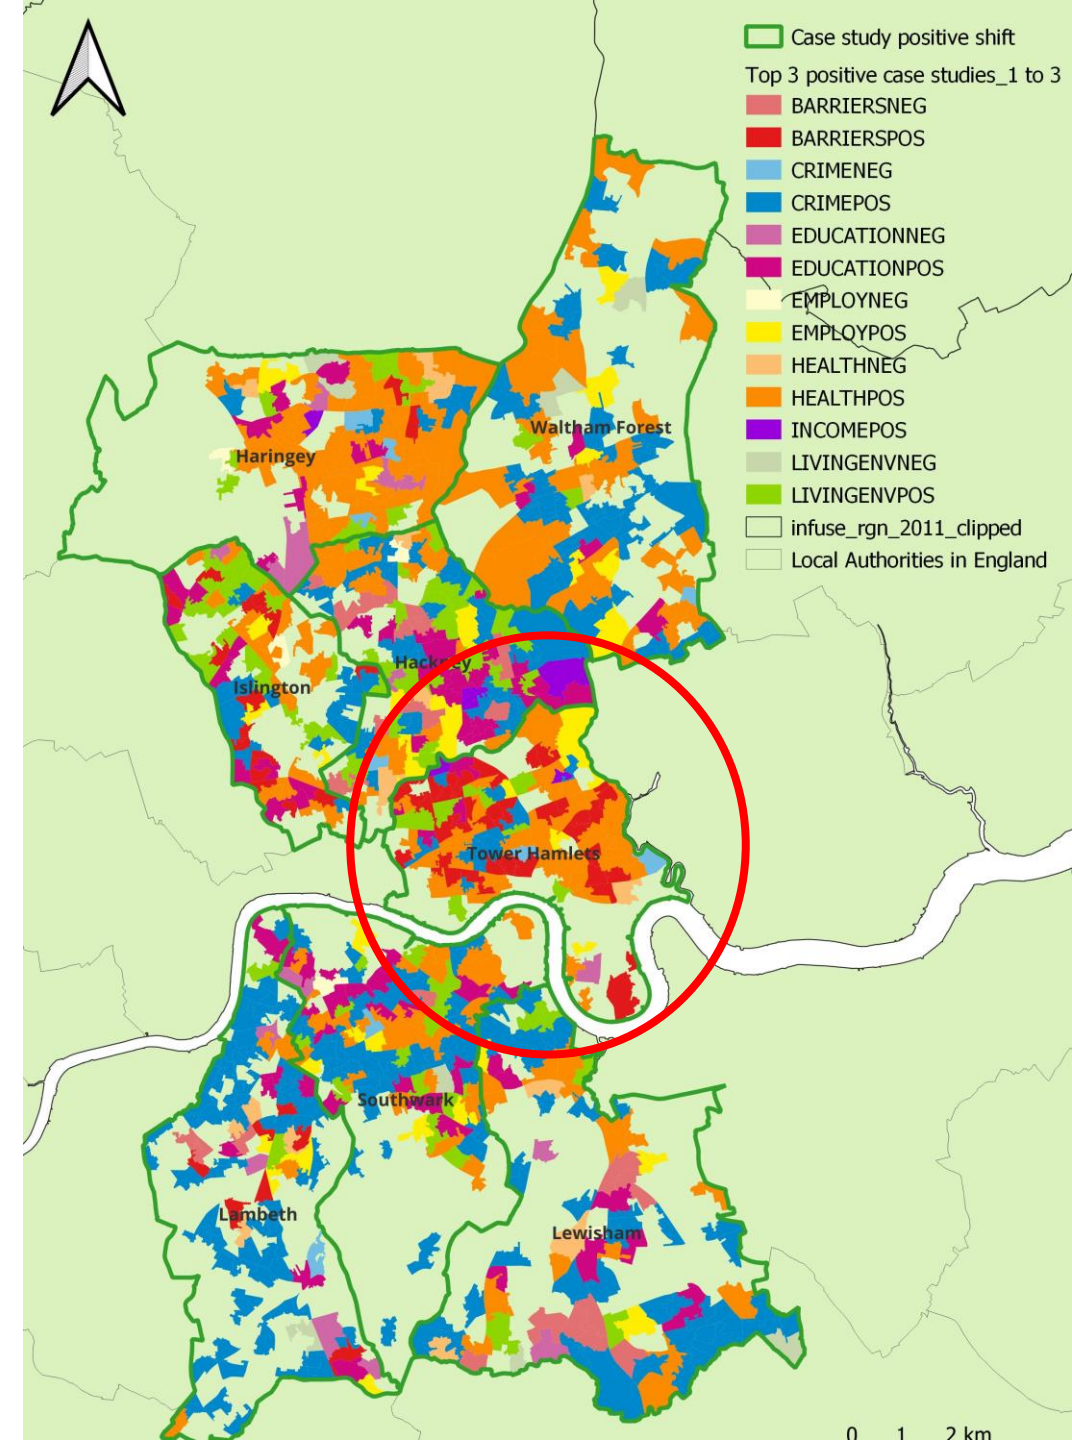 Case study positive shift
Top 3 positive case studies_1 to 3
BARRIERSNEG
BARRIERSPOS
CRIMENEG
CRIMEPOS
EDUCATIONNEG
EDUCATIONPOS
EMPLOYNEG
EMPLOYPOS
HEALTHNEG
HEALTHPOS
INCOMEPOS
LIVINGENVNEG
LIVINGENVPOS
infuse_rgn_2011_clipped
Local Authorities in England
Waltham Forest
Haringey
Hackney
Islington
Tower Hamlets
Southwark
Lambeth
Lewisham
0 1 2 km